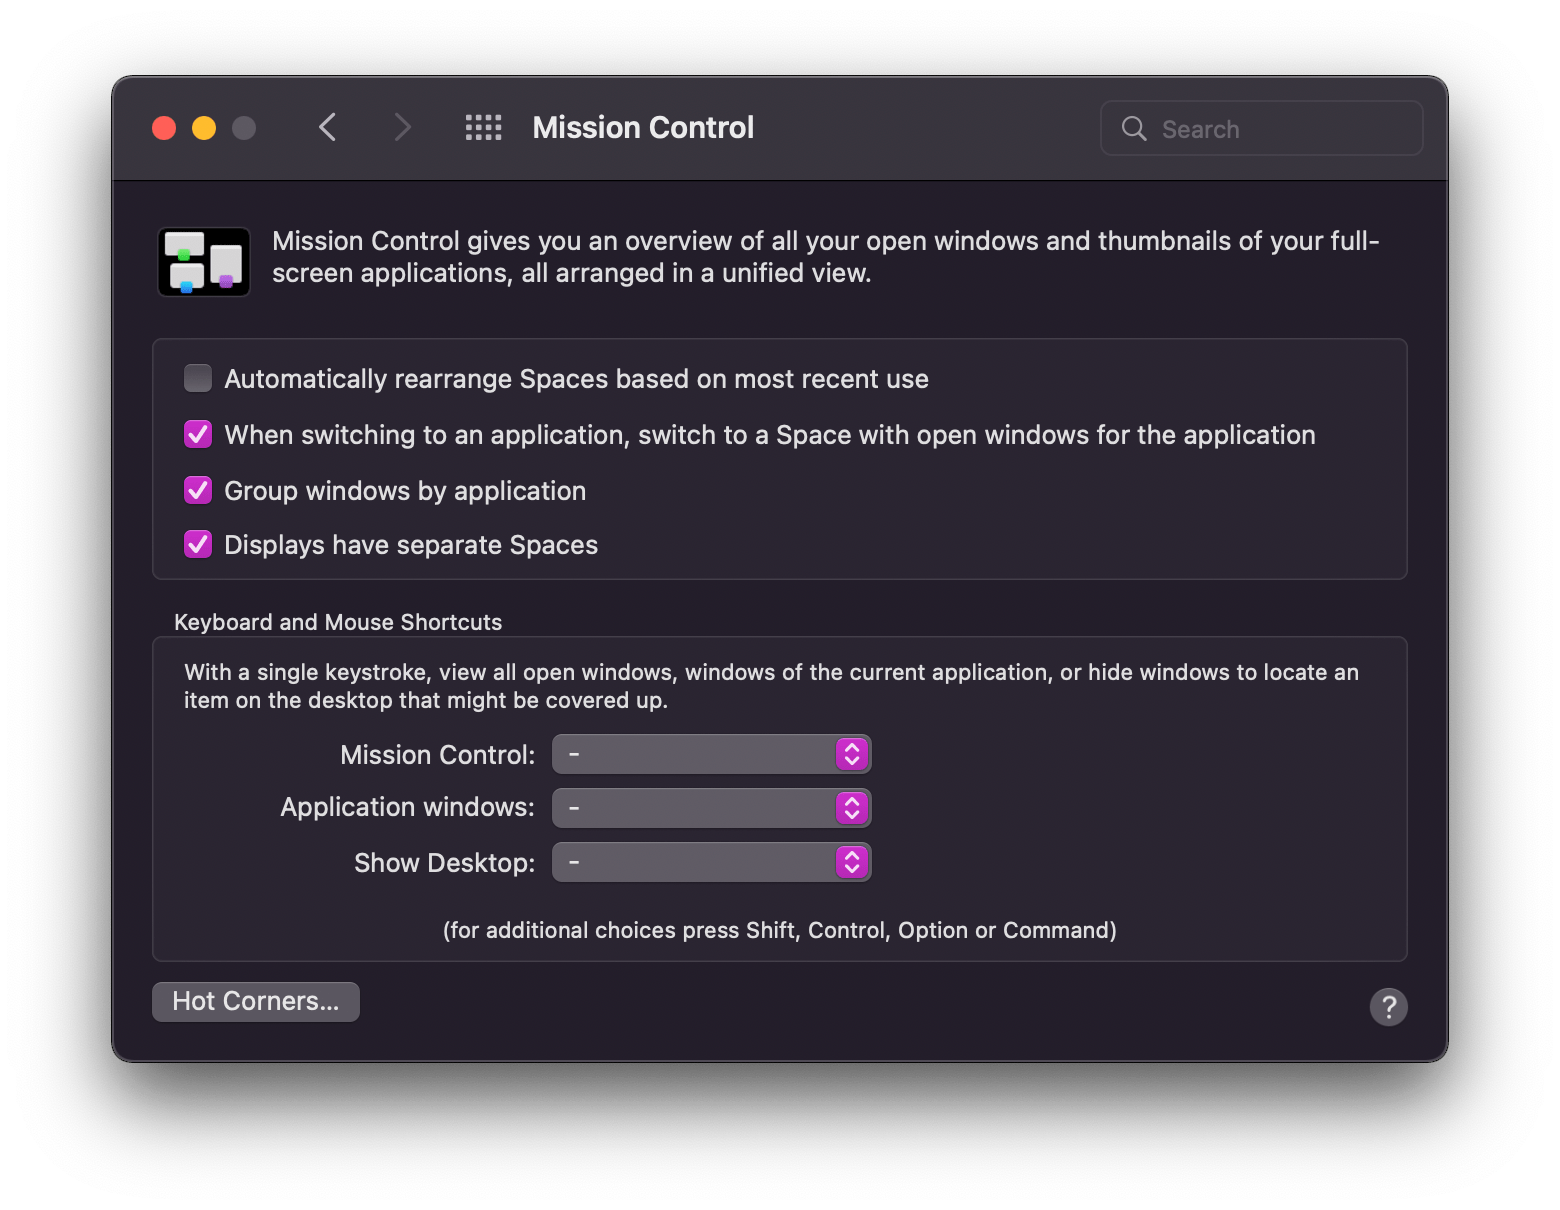 Mission Control
Search
Mission Control gives you an overview of all your open windows and thumbnails of your full-
screen applications, all arranged in a unified view.
Automatically rearrange Spaces based on most recent use
When switching to an application, switch to a Space with open windows for the application
Group windows by application
Displays have separate Spaces
Keyboard and Mouse Shortcuts
With a single keystroke, view all open windows, windows of the current application, or hide windows to locate an
item on the desktop that might be covered up.
Mission Control: -
Application windows: -
Show Desktop: -
(for additional choices press Shift, Control, Option or Command)
Hot Corners...
?